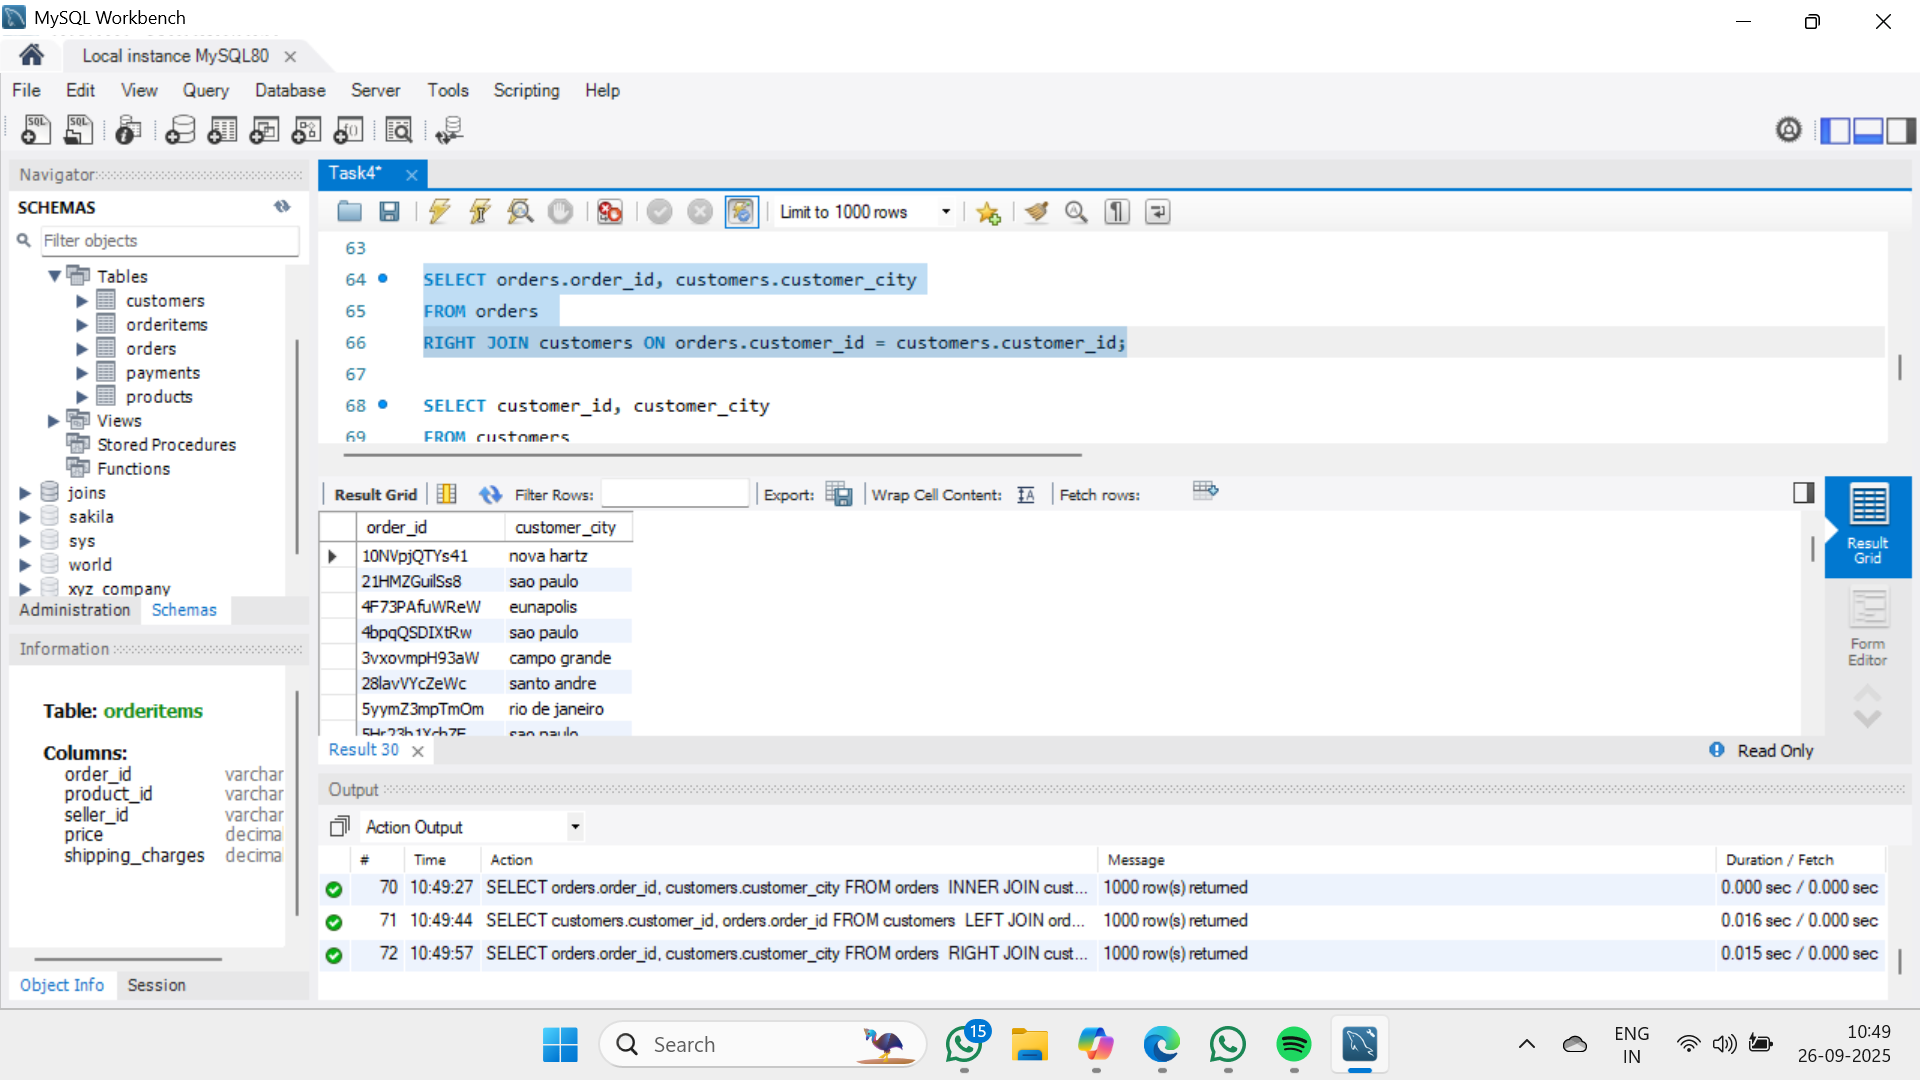 MySQL Workbench
Local instance MySQL80
File Edit View Query Database Server Tools Scripting Help
Navigator
SCHEMAS
Filter objects
Tables
customers
orderitems
orders
payments
products
Views
Stored Procedures
Functions
joins
sakila
sys
world
xyz_company
Administration Schemas
Information
Table: orderitems
Columns:
order_id varchar
product_id varchar
seller_id varchar
price decima
shipping_charges decima
Object Info Session
Task4*
Limit to 1000 rows
63
64 SELECT orders.order_id, customers.customer_city
65 FROM orders
66 RIGHT JOIN customers ON orders.customer_id = customers.customer_id;
67
68 SELECT customer_id, customer_city
69 FROM customers
Result Grid Filter Rows: Export: Wrap Cell Content: Fetch rows:
order_id customer_city
10NVpjQTYs41 nova hartz
21HMZGuilSs8 sao paulo
4F73PAfuWReW eunapolis
4bpqQSDIXtRw sao paulo
3vxovmpH93aW campo grande
28lavVYcZeWc santo andre
5yymZ3mpTmOm rio de janeiro
sao paulo
Result Grid
Form Editor
Result 30
Read Only
Output
Action Output
# Time Action Message Duration / Fetch
70 10:49:27 SELECT orders.order_id, customers.customer_city FROM orders INNER JOIN cust... 1000 row(s) returned 0.000 sec / 0.000 sec
71 10:49:44 SELECT customers.customer_id, orders.order_id FROM customers LEFT JOIN ord... 1000 row(s) returned 0.016 sec / 0.000 sec
72 10:49:57 SELECT orders.order_id, customers.customer_city FROM orders RIGHT JOIN cust... 1000 row(s) returned 0.015 sec / 0.000 sec
Search
15
ENG
IN
10:49
26-09-2025